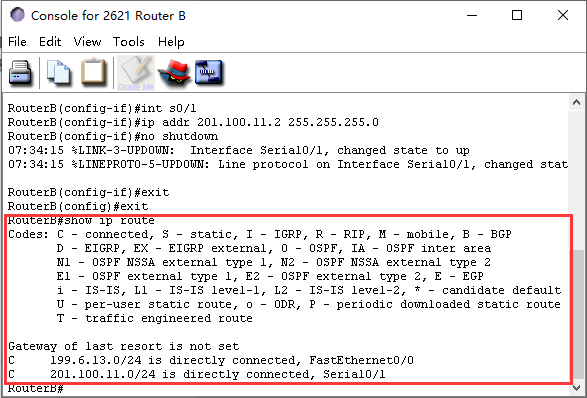 Console for 2621 Router B
File Edit View Tools Help
Grade Me
RouterB(config-if)#int s0/1
RouterB(config-if)#ip addr 201.100.11.2 255.255.255.0
RouterB(config-if)#no shutdown
07:34:15 %LINK-3-UPDOWN:  Interface Serial0/1, changed state to up
07:34:15 %LINEPROTO-5-UPDOWN: Line protocol on Interface Serial0/1, changed stat
RouterB(config-if)#exit
RouterB(config)#exit
RouterB#show ip route
Codes: C - connected, S - static, I - IGRP, R - RIP, M - mobile, B - BGP
D - EIGRP, EX - EIGRP external, O - OSPF, IA - OSPF inter area
N1 - OSPF NSSA external type 1, N2 - OSPF NSSA external type 2
E1 - OSPF external type 1, E2 - OSPF external type 2, E - EGP
i - IS-IS, L1 - IS-IS level-1, L2 - IS-IS level-2, * - candidate default
U - per-user static route, o - ODR, P - periodic downloaded static route
T - traffic engineered route
Gateway of last resort is not set
C     199.6.13.0/24 is directly connected, FastEthernet0/0
C     201.100.11.0/24 is directly connected, Serial0/1
RouterB#